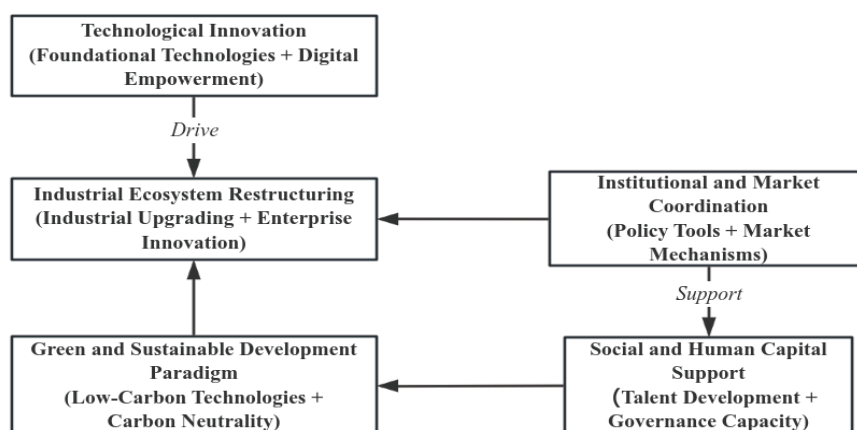 Technological Innovation
(Foundational Technologies + Digital
Empowerment)
Drive
Industrial Ecosystem Restructuring
(Industrial Upgrading + Enterprise
Innovation)
Institutional and Market
Coordination
(Policy Tools + Market
Mechanisms)
Support
Green and Sustainable Development
Paradigm
(Low-Carbon Technologies +
Carbon Neutrality)
Social and Human Capital
Support
(Talent Development +
Governance Capacity)